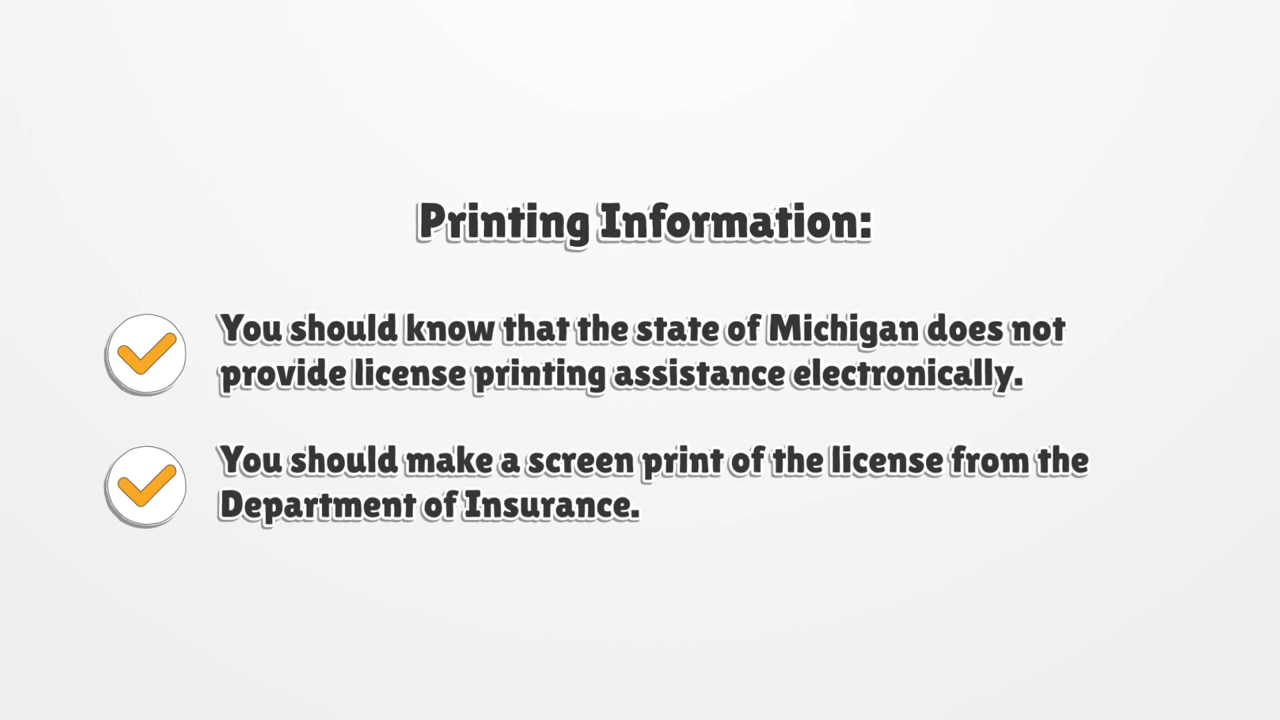 Printing Information:
You should know that the state of Michigan does not
provide license printing assistance electronically.
You should make a screen print of the license from the
Department of Insurance.